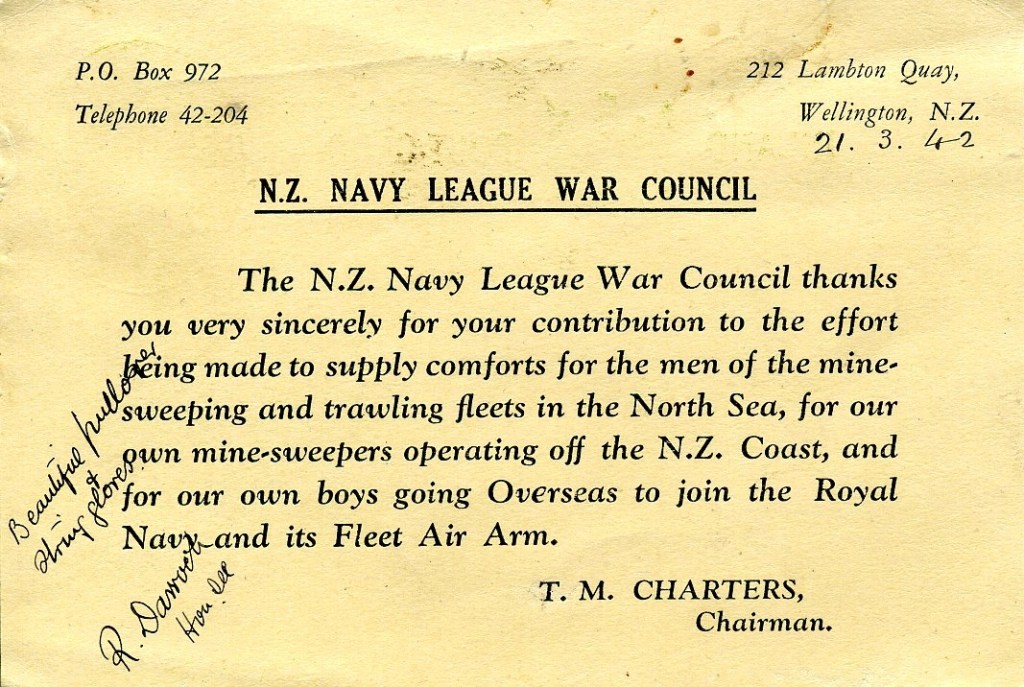 P.O. Box 972
Telephone 42-204
212 Lambton Quay,
Wellington, N.Z.
21. 3. 42
N.Z. NAVY LEAGUE WAR COUNCIL
The N.Z. Navy League War Council thanks
you very sincerely for your contribution to the effort
being made to supply comforts for the men of the mine-
sweeping and trawling fleets in the North Sea, for our
own mine-sweepers operating off the N.Z. Coast, and
for our own boys going Overseas to join the Royal
Navy and its Fleet Air Arm.
T. M. CHARTERS,
Chairman.
Beautiful pullover
& string gloves.
R. Darroch
Hon. Sec